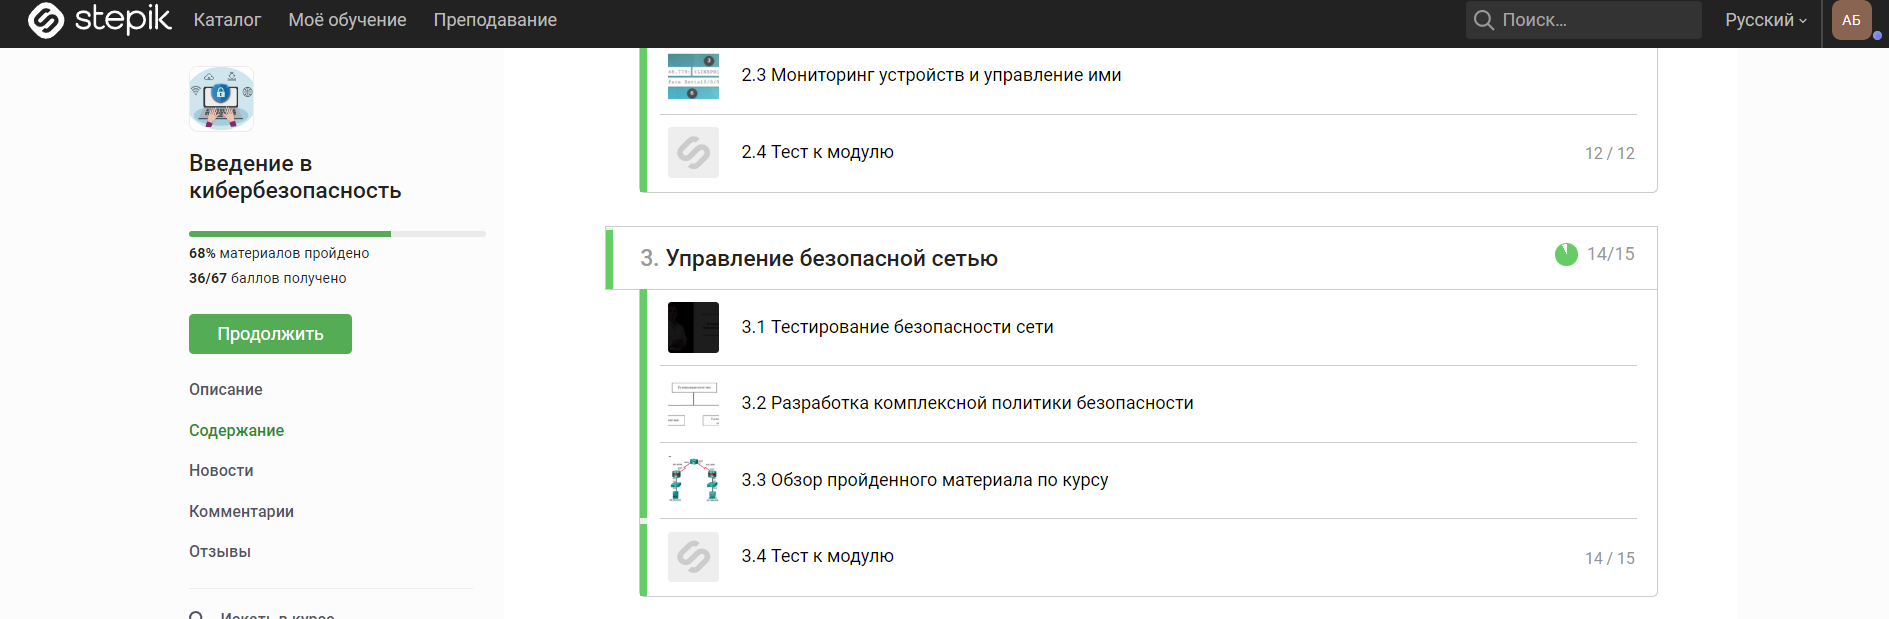 stepik Каталог Моё обучение Преподавание Поиск... Русский АБ
Введение в
кибербезопасность
68% материалов пройдено
36/67 баллов получено
Продолжить
Описание
Содержание
Новости
Комментарии
Отзывы
Искать в курсе
2.3 Мониторинг устройств и управление ими
2.4 Тест к модулю 12 / 12
3. Управление безопасной сетью 14/15
3.1 Тестирование безопасности сети
3.2 Разработка комплексной политики безопасности
3.3 Обзор пройденного материала по курсу
3.4 Тест к модулю 14 / 15